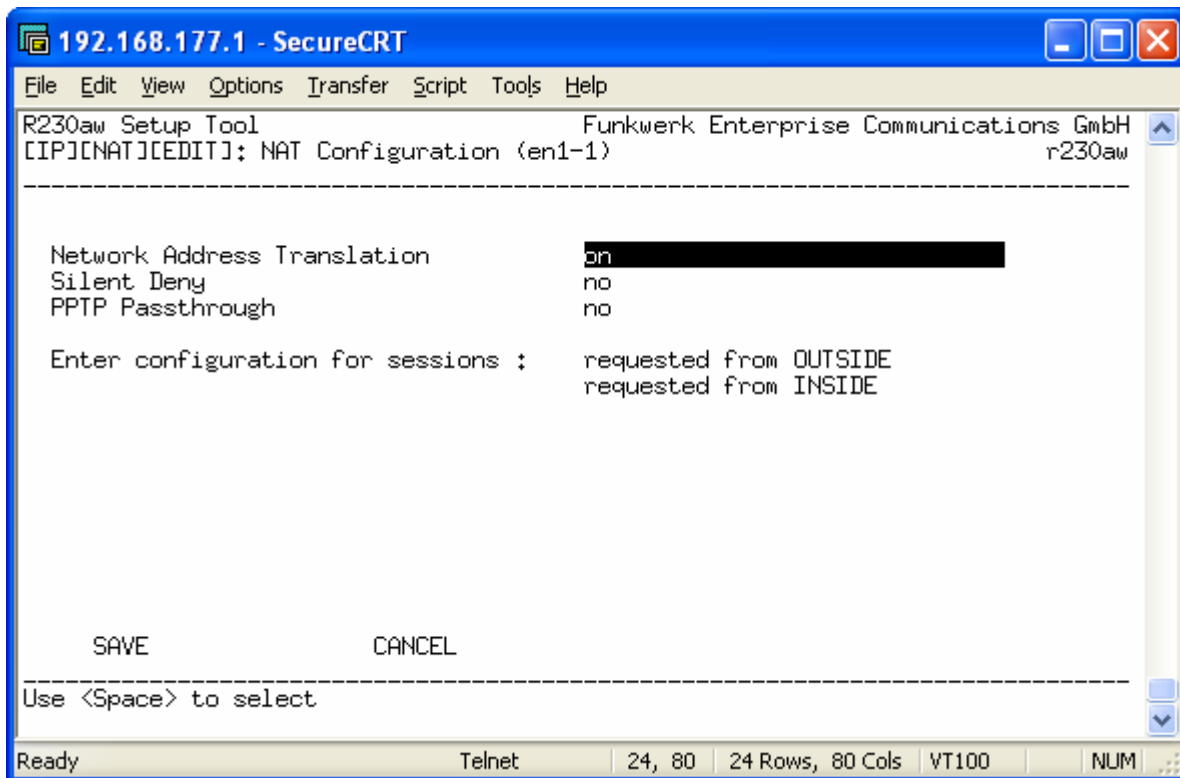 192.168.177.1 - SecureCRT
File Edit View Options Transfer Script Tools Help
R230aw Setup Tool Funkwerk Enterprise Communications GmbH
[IP][NAT][EDIT]: NAT Configuration (en1-1) r230aw
Network Address Translation on
Silent Deny no
PPTP Passthrough no
Enter configuration for sessions : requested from OUTSIDE
requested from INSIDE
SAVE CANCEL
Use <Space> to select
Ready Telnet 24, 80 24 Rows, 80 Cols VT100 NUM